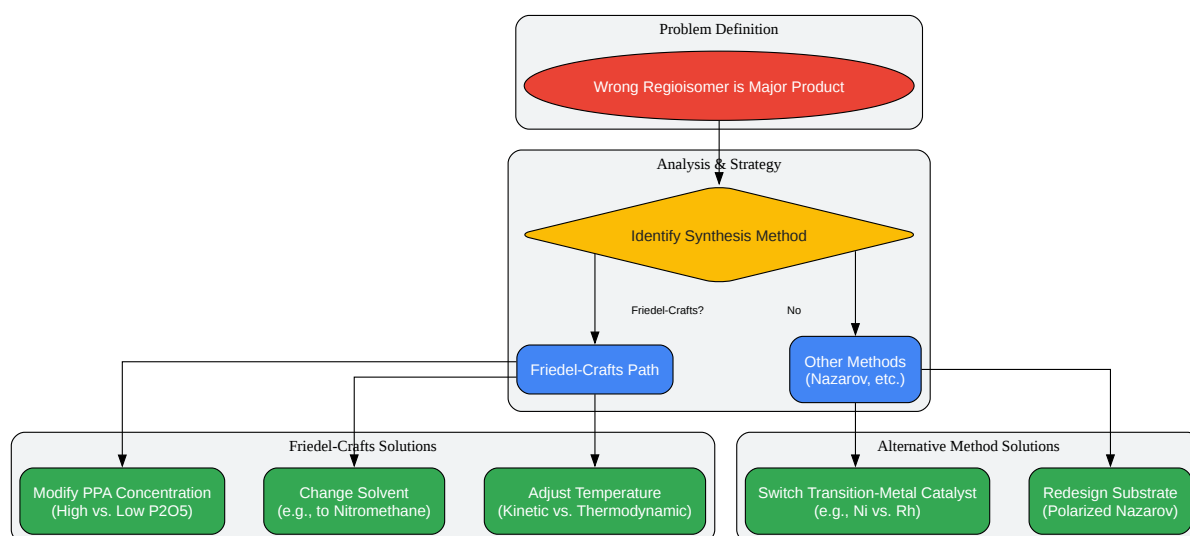 Problem Definition
Wrong Regioisomer is Major Product
Analysis & Strategy
Identify Synthesis Method
Friedel-Crafts?
No
Friedel-Crafts Path
Other Methods
(Nazarov, etc.)
Friedel-Crafts Solutions
Alternative Method Solutions
Modify PPA Concentration
(High vs. Low P2O5)
Change Solvent
(e.g., to Nitromethane)
Adjust Temperature
(Kinetic vs. Thermodynamic)
Switch Transition-Metal Catalyst
(e.g., Ni vs. Rh)
Redesign Substrate
(Polarized Nazarov)